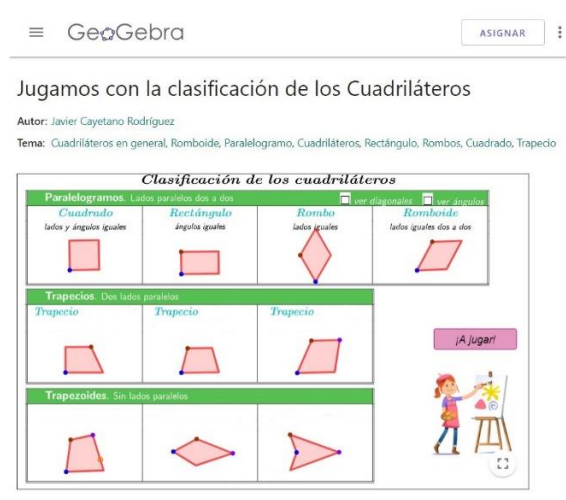 GeoGebra
ASIGNAR
Jugamos con la clasificación de los Cuadriláteros
Autor: Javier Cayetano Rodríguez
Tema: Cuadriláteros en general, Romboide, Paralelogramo, Cuadriláteros, Rectángulo, Rombos, Cuadrado, Trapecio
Clasificación de los cuadriláteros
Paralelogramos. Lados paralelos dos a dos
ver diagonales ver ángulos
Cuadrado Rectángulo Rombo Romboide
lados y ángulos iguales ángulos iguales lados iguales lados iguales dos a dos
Trapecios. Dos lados paralelos
Trapecio Trapecio Trapecio
¡A jugar!
Trapezoides. Sin lados paralelos